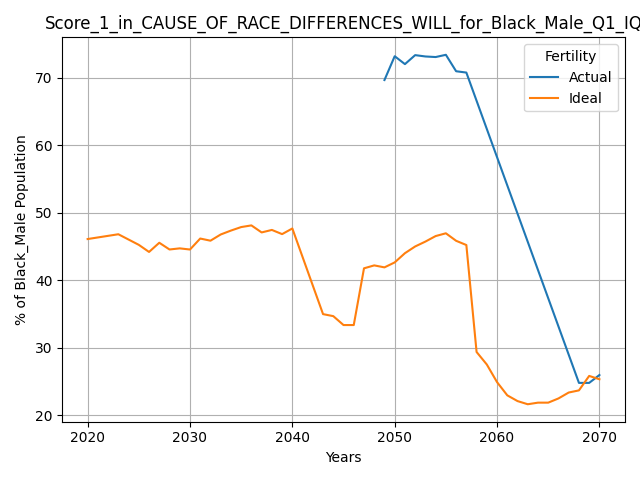 Score_1_in_CAUSE_OF_RACE_DIFFERENCES_WILL_for_Black_Male_Q1_IQ
Fertility
Actual
Ideal
% of Black_Male Population
70
60
50
40
30
20
2020 2030 2040 2050 2060 2070
Years